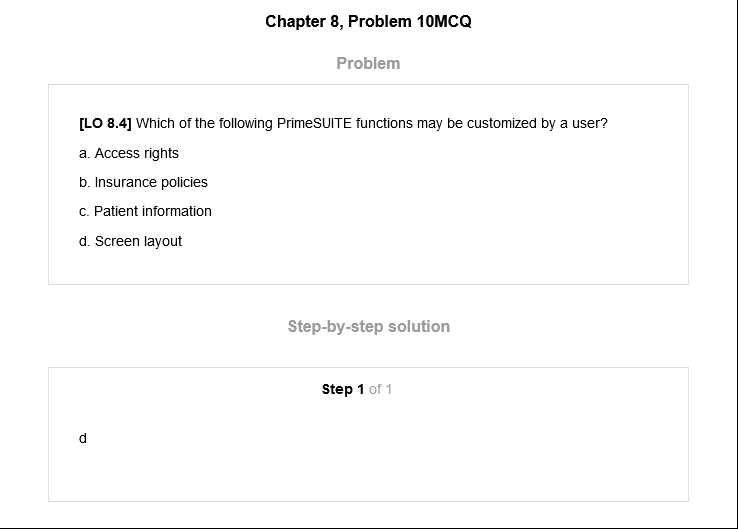 Chapter 8, Problem 10MCQ
Problem
[LO 8.4] Which of the following PrimeSUITE functions may be customized by a user?
a. Access rights
b. Insurance policies
c. Patient information
d. Screen layout
Step-by-step solution
Step 1 of 1
d